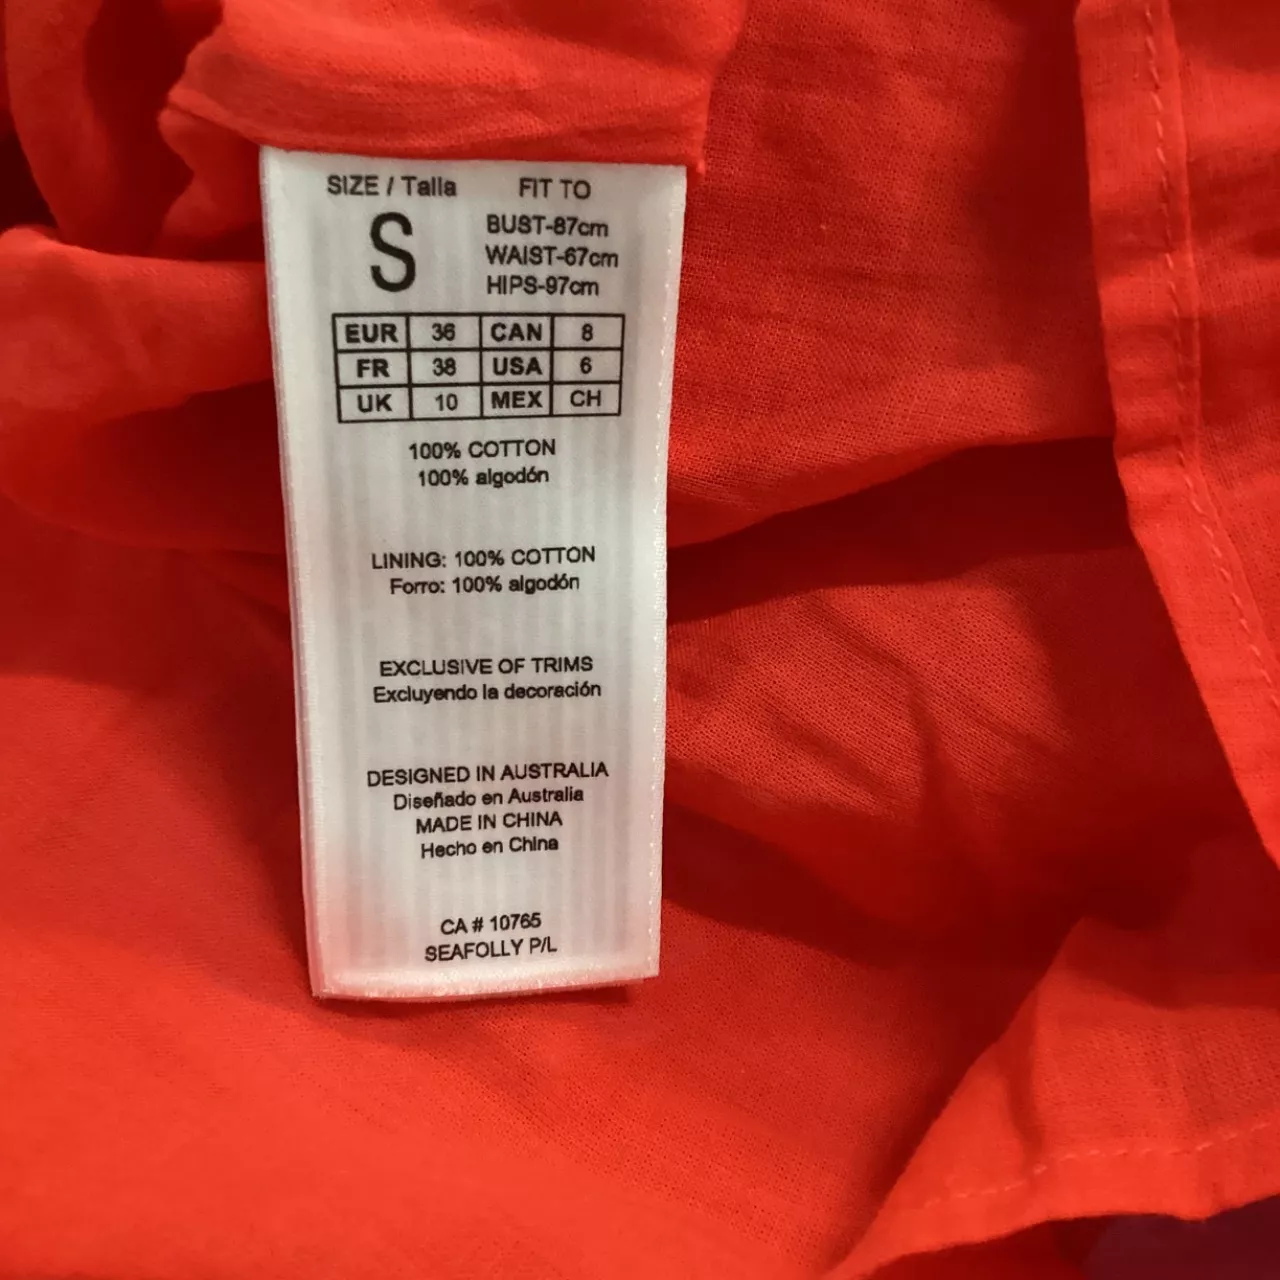 SIZE / Talla FIT TO
S
BUST-87cm
WAIST-67cm
HIPS-97cm
EUR 36 CAN 8
FR 38 USA 6
UK 10 MEX CH
100% COTTON
100% algodón
LINING: 100% COTTON
Forro: 100% algodón
EXCLUSIVE OF TRIMS
Excluyendo la decoración
DESIGNED IN AUSTRALIA
Diseñado en Australia
MADE IN CHINA
Hecho en China
CA # 10765
SEAFOLLY P/L